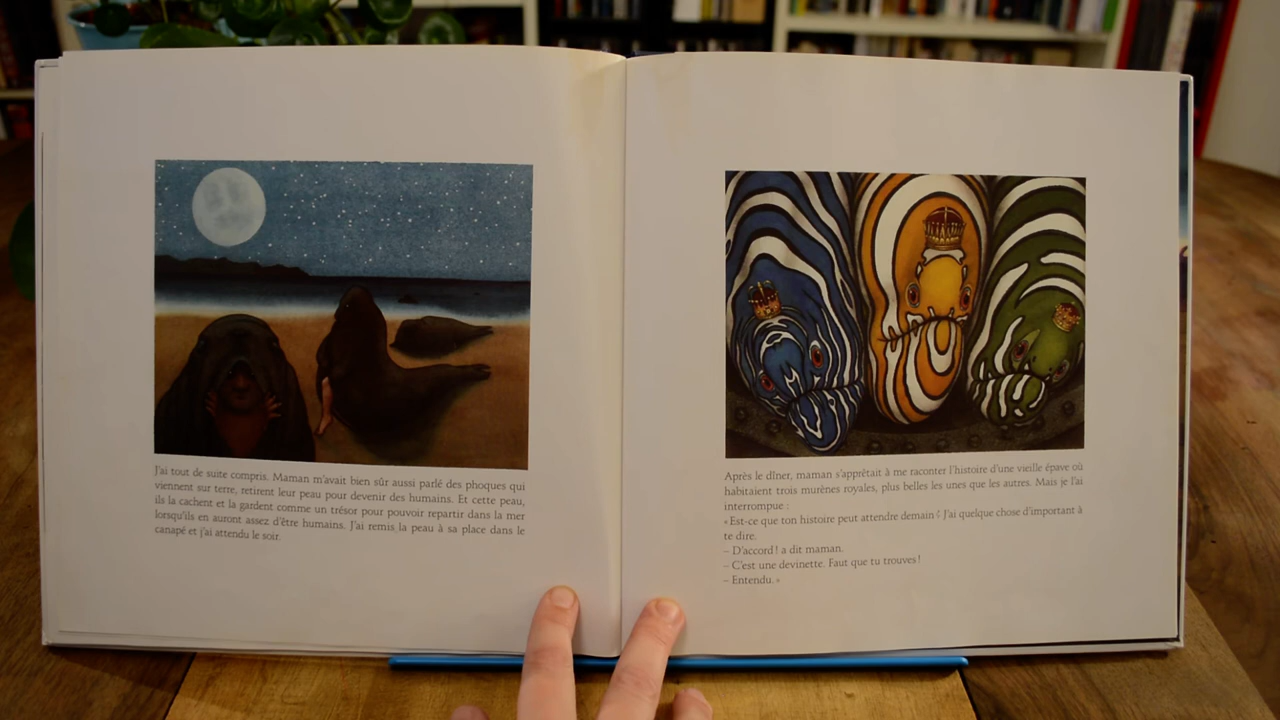 J'ai tout de suite compris. Maman m'avait bien sûr aussi parlé des phoques qui
viennent sur terre, retirent leur peau pour devenir des humains. Et cette peau,
ils la cachent et la gardent comme un trésor pour pouvoir repartir dans la mer
lorsqu'ils en auront assez d'être humains. J'ai remis la peau à sa place dans le
canapé et j'ai attendu le soir.
Après le dîner, maman s'apprêtait à me raconter l'histoire d'une vieille épave où
habitaient trois murènes royales, plus belles les unes que les autres. Mais je l'ai
interrompue :
« Est-ce que ton histoire peut attendre demain ? J'ai quelque chose d'important à
te dire.
– D'accord ! a dit maman.
– C'est une devinette. Faut que tu trouves !
– Entendu. »